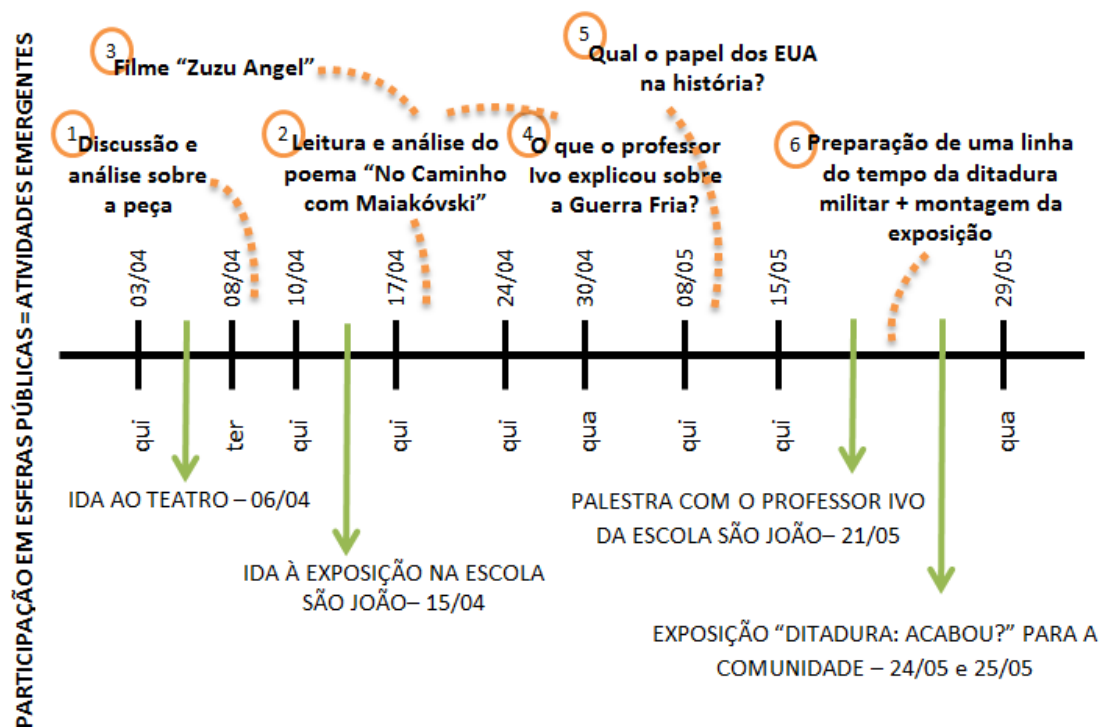 PARTICIPAÇÃO EM ESFERAS PÚBLICAS = ATIVIDADES EMERGENTES
3
Filme “Zuzu Angel”
5
Qual o papel dos EUA
na história?
1
Discussão e
análise sobre
a peça
2
Leitura e análise do
poema “No Caminho
com Maiakóvski”
4
O que o professor
Ivo explicou sobre
a Guerra Fria?
6
Preparação de uma linha
do tempo da ditadura
militar + montagem da
exposição
03/04
08/04
10/04
17/04
24/04
30/04
08/05
15/05
29/05
qui
ter
qui
qui
qui
qua
qui
qui
qua
IDA AO TEATRO – 06/04
IDA À EXPOSIÇÃO NA ESCOLA
SÃO JOÃO– 15/04
PALESTRA COM O PROFESSOR IVO
DA ESCOLA SÃO JOÃO– 21/05
EXPOSIÇÃO “DITADURA: ACABOU?” PARA A
COMUNIDADE – 24/05 e 25/05